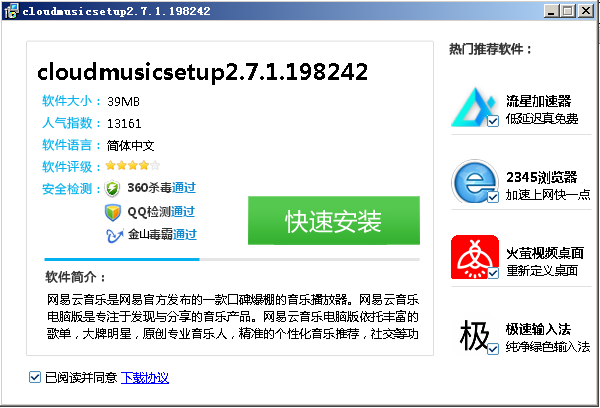 cloudmusicsetup2.7.1.198242
cloudmusicsetup2.7.1.198242
软件大小： 39MB
人气指数： 13161
软件语言： 简体中文
软件评级：
安全检测： 360杀毒通过
QQ检测通过
金山毒霸通过
快速安装
软件简介：
网易云音乐是网易官方发布的一款口碑爆棚的音乐播放器。网易云音乐
电脑版是专注于发现与分享的音乐产品。网易云音乐电脑版依托丰富的
歌单，大牌明星，原创专业音乐人，精准的个性化音乐推荐，社交等功
已阅读并同意 下载协议
热门推荐软件：
流星加速器
低延迟真免费
2345浏览器
加速上网快一点
火萤视频桌面
重新定义桌面
极
极速输入法
纯净绿色输入法